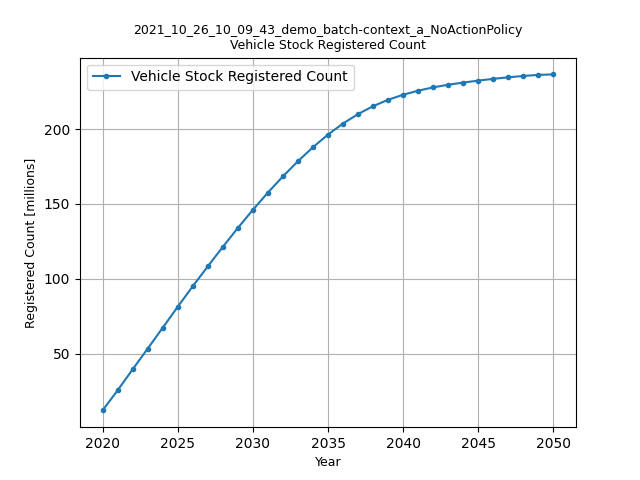 2021_10_26_10_09_43_demo_batch-context_a_NoActionPolicy
Vehicle Stock Registered Count
Vehicle Stock Registered Count
Registered Count [millions]
200
150
100
50
2020 2025 2030 2035 2040 2045 2050
Year